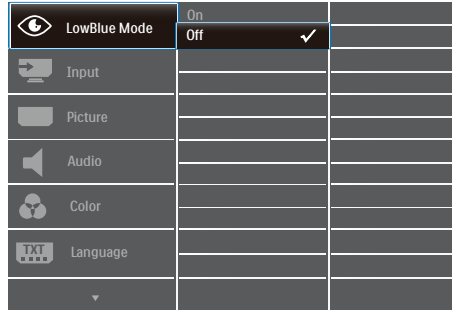 LowBlue Mode
On
Off
Input
Picture
Audio
Color
TXT
Language